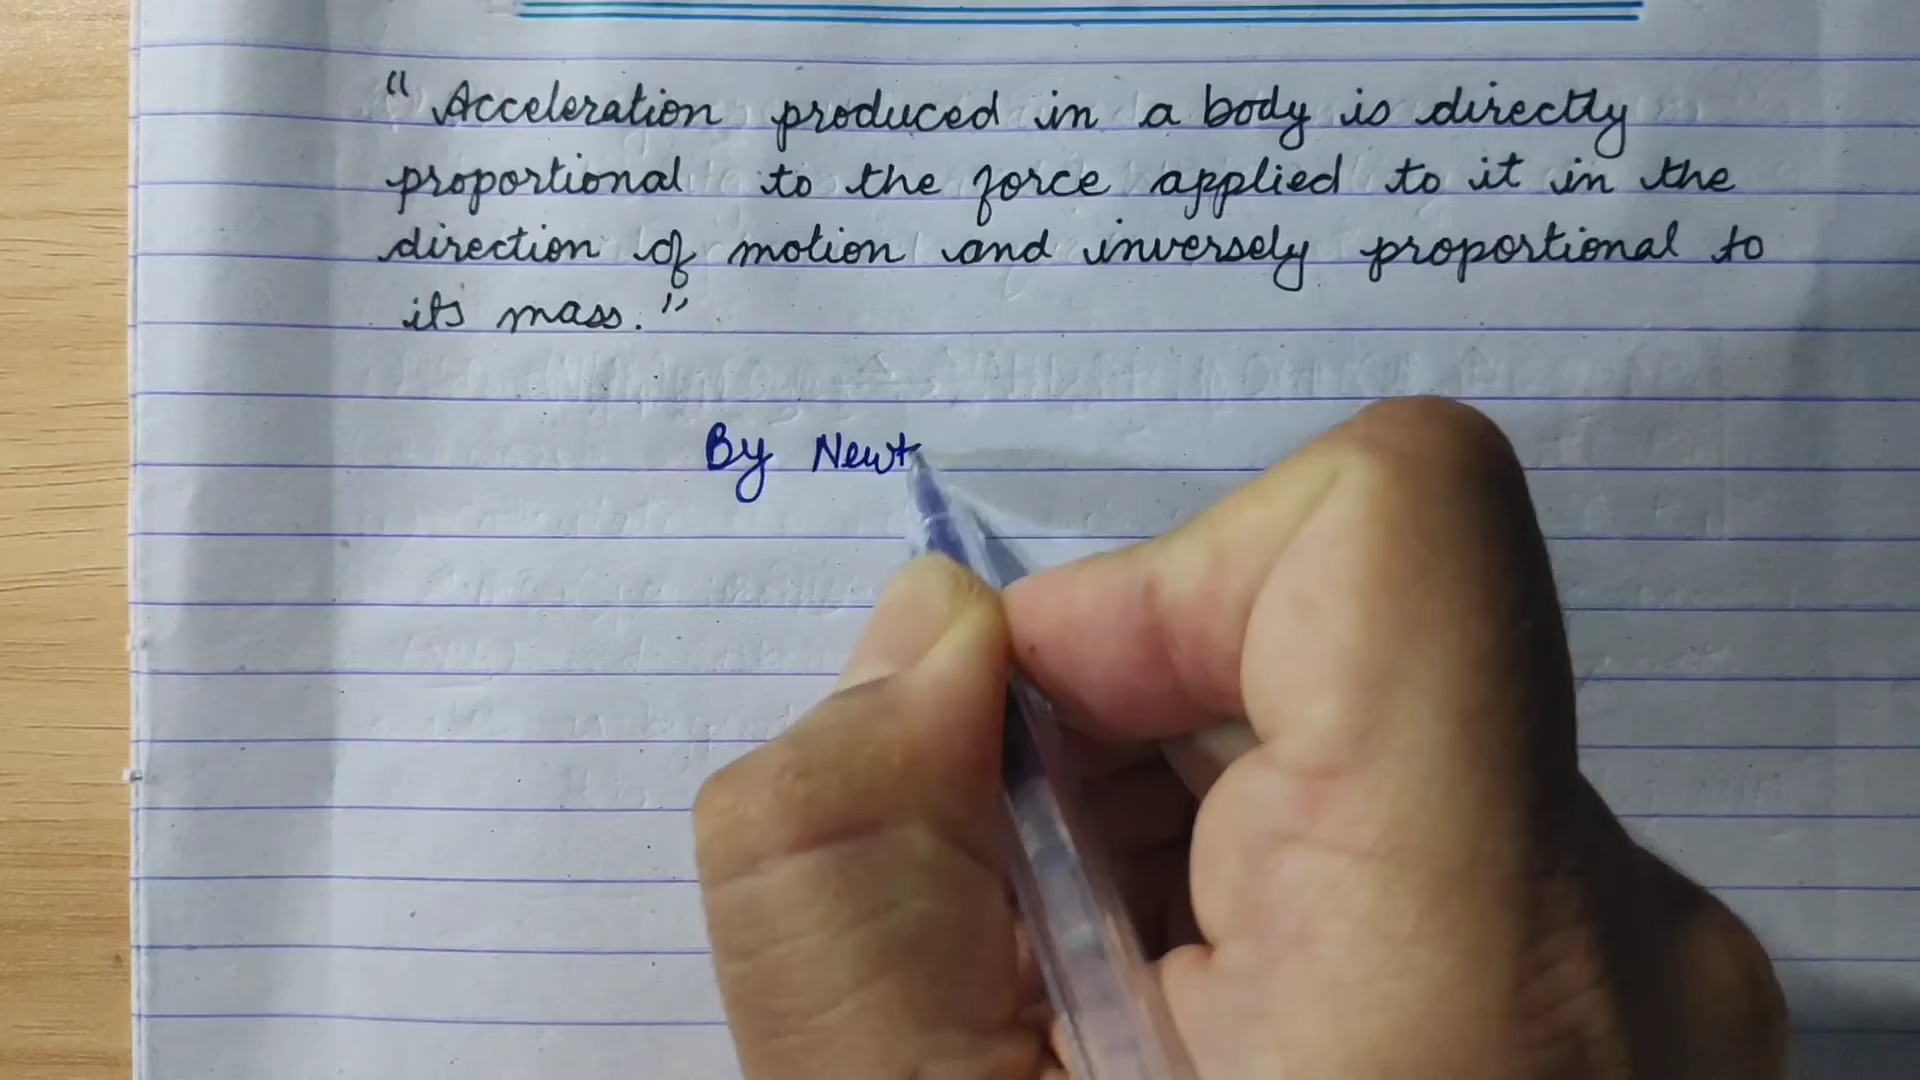 “Acceleration produced in a body is directly
proportional to the force applied to it in the
direction of motion and inversely proportional to
its mass.”
By Newt